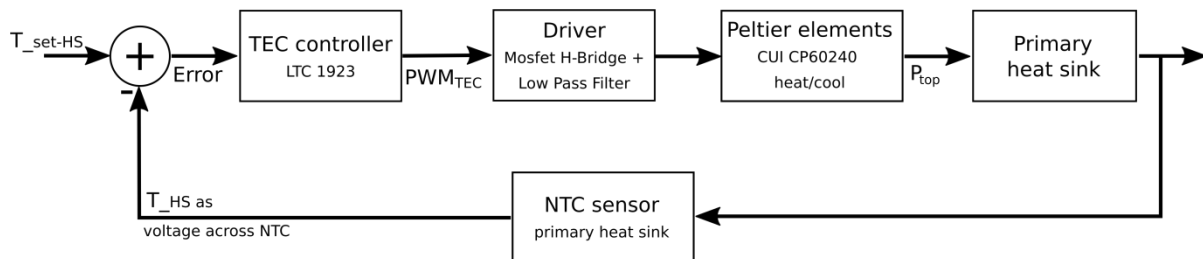 T_set-HS
+
-
Error
TEC controller
LTC 1923
PWM_TEC
Driver
Mosfet H-Bridge +
Low Pass Filter
Peltier elements
CUI CP60240
heat/cool
P_top
Primary
heat sink
NTC sensor
primary heat sink
T_HS as
voltage across NTC